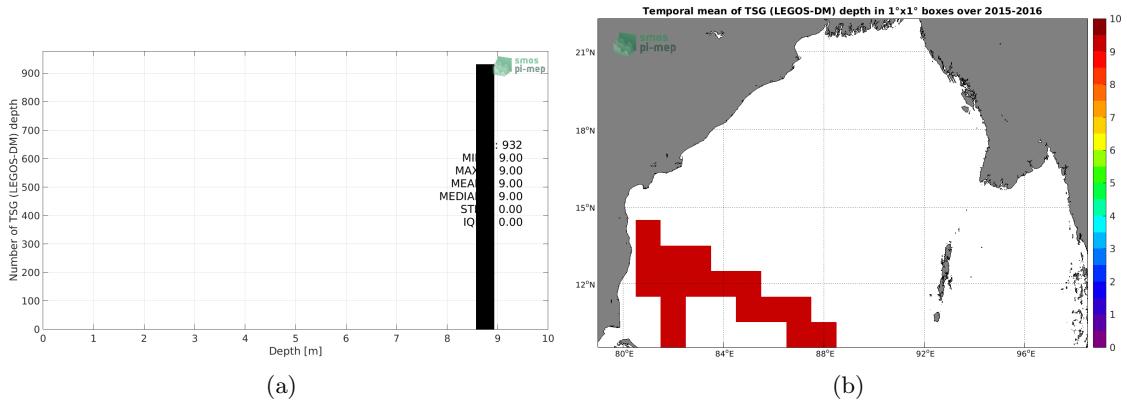 smos
pi-mep
Number of TSG (LEGOS-DM) depth
900
800
700
600
500
400
300
200
100
0
: 932
MI 9.00
MAX 9.00
MEA 9.00
MEDIAN 9.00
ST 0.00
IQ 0.00
0 1 2 3 4 5 6 7 8 9 10
Depth [m]
(a)
Temporal mean of TSG (LEGOS-DM) depth in 1°x1° boxes over 2015-2016
smos
pi-mep
21°N
18°N
15°N
12°N
80°E 84°E 88°E 92°E 96°E
10
9
8
7
6
5
4
3
2
1
0
(b)